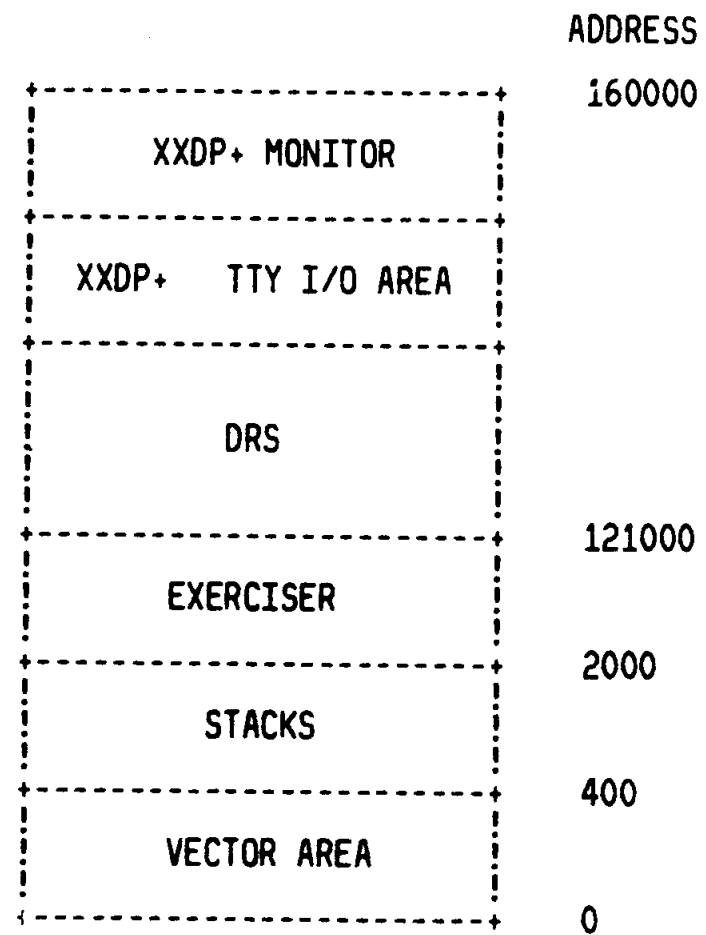 ADDRESS
160000
XXDP+ MONITOR
XXDP+ TTY I/O AREA
DRS
121000
EXERCISER
2000
STACKS
400
VECTOR AREA
0